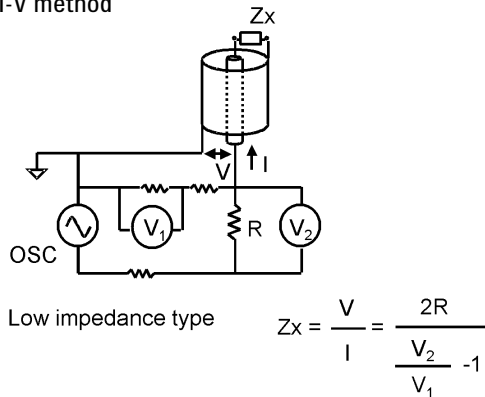 I-V method
Zx
V
I
V1
R
V2
OSC
Low impedance type
Zx = V / I = 2R / (V2 / V1 -1)